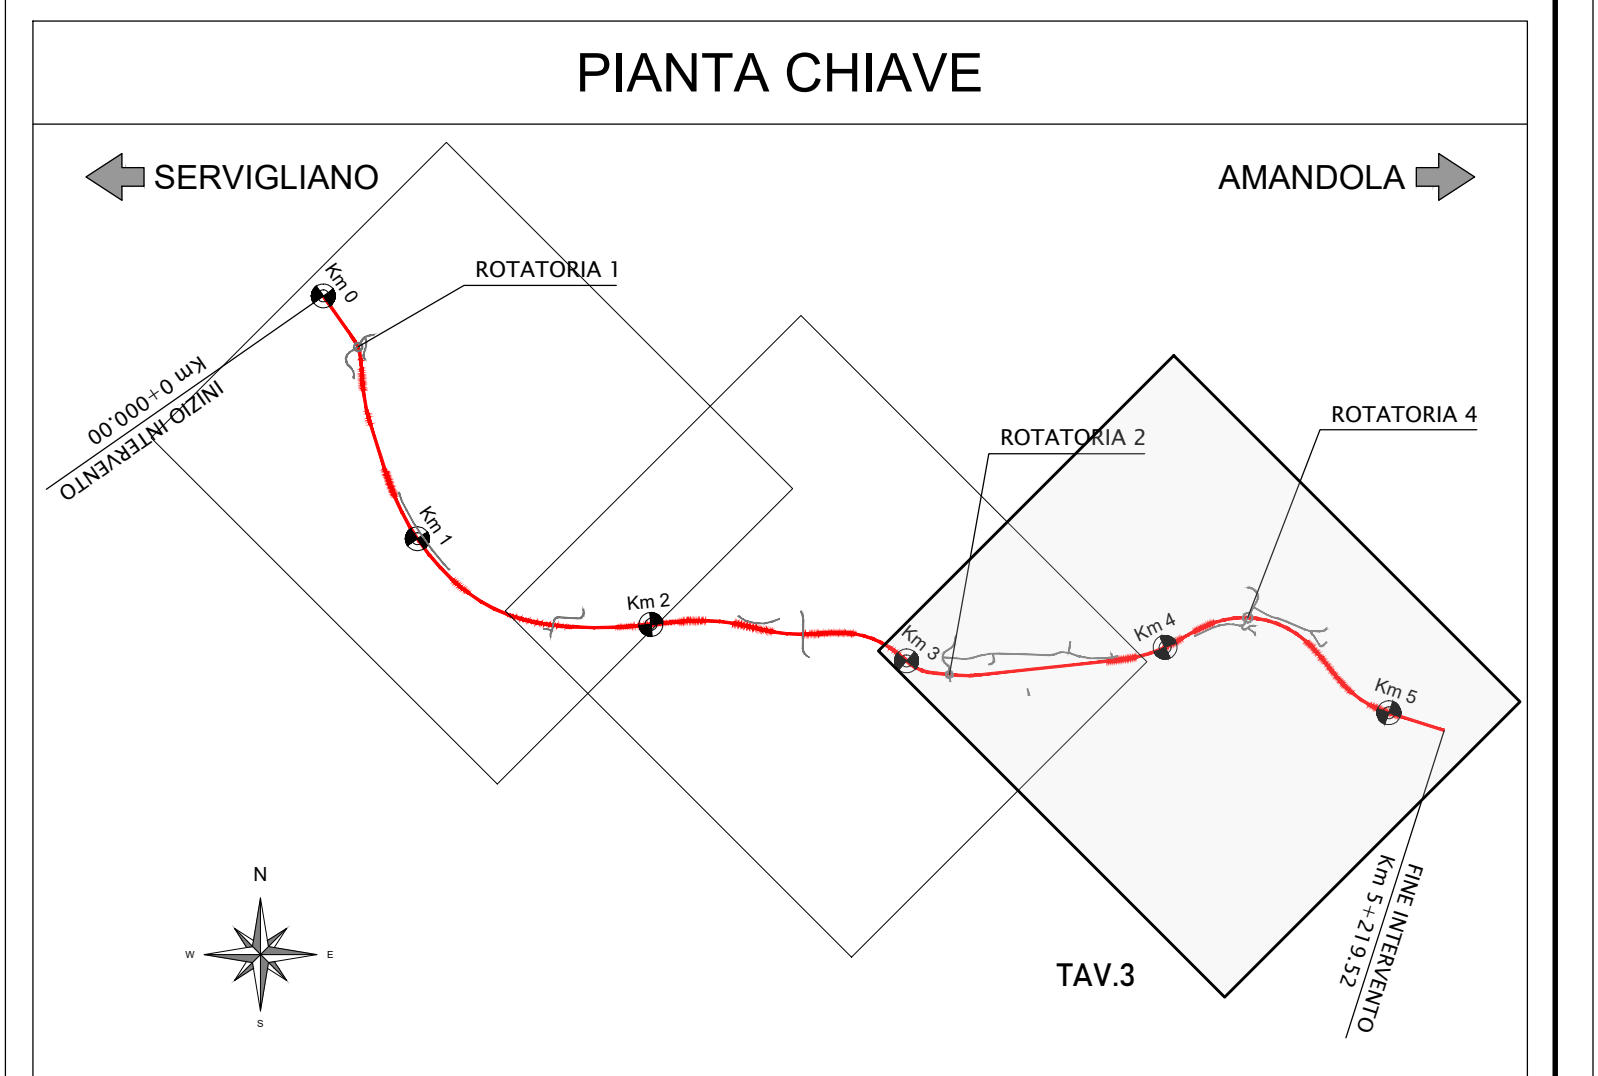 PIANTA CHIAVE
SERVIGLIANO
AMANDOLA
Km 0
ROTATORIA 1
Km 0+000.00
INIZIO INTERVENTO
ROTATORIA 4
ROTATORIA 2
Km 1
Km 2
Km 3
Km 4
Km 5
FINE INTERVENTO
Km 5+219.52
N
W
E
S
TAV.3